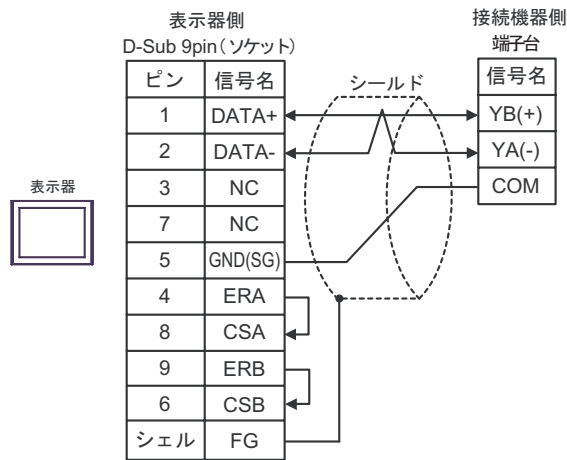 表示器側
D-Sub 9pin(ソケット)
接続機器側
端子台
ピン 信号名
シールド
信号名
1 DATA+
YB(+)
2 DATA-
YA(-)
3 NC
COM
表示器
7 NC
5 GND(SG)
4 ERA
8 CSA
9 ERB
6 CSB
シェル FG